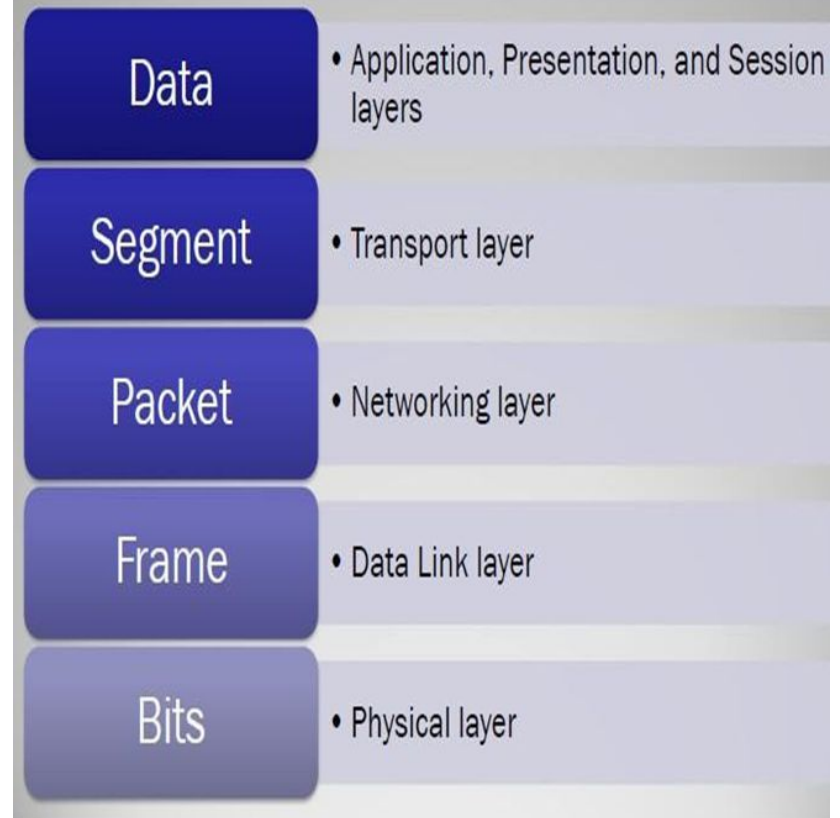 Data
• Application, Presentation, and Session
layers
Segment
• Transport layer
Packet
• Networking layer
Frame
• Data Link layer
Bits
• Physical layer